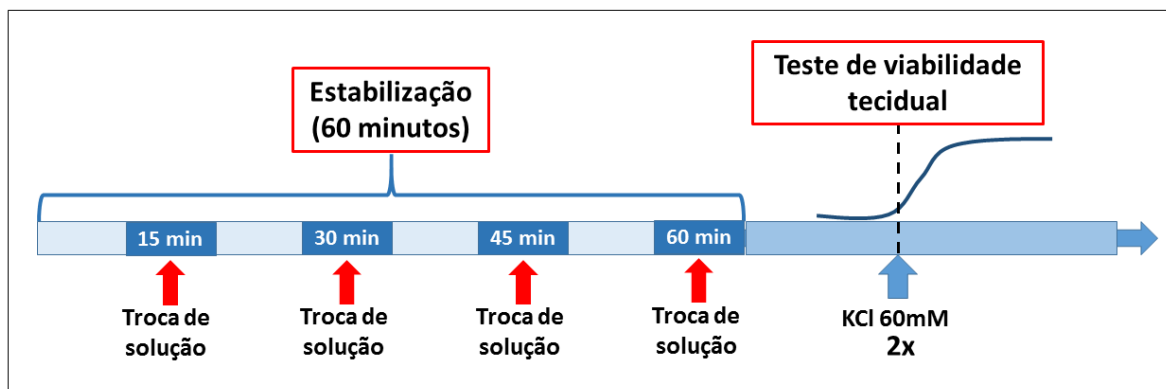 Estabilização
(60 minutos)
Teste de viabilidade
tecidual
15 min
30 min
45 min
60 min
Troca de
solução
Troca de
solução
Troca de
solução
Troca de
solução
KCl 60mM
2x